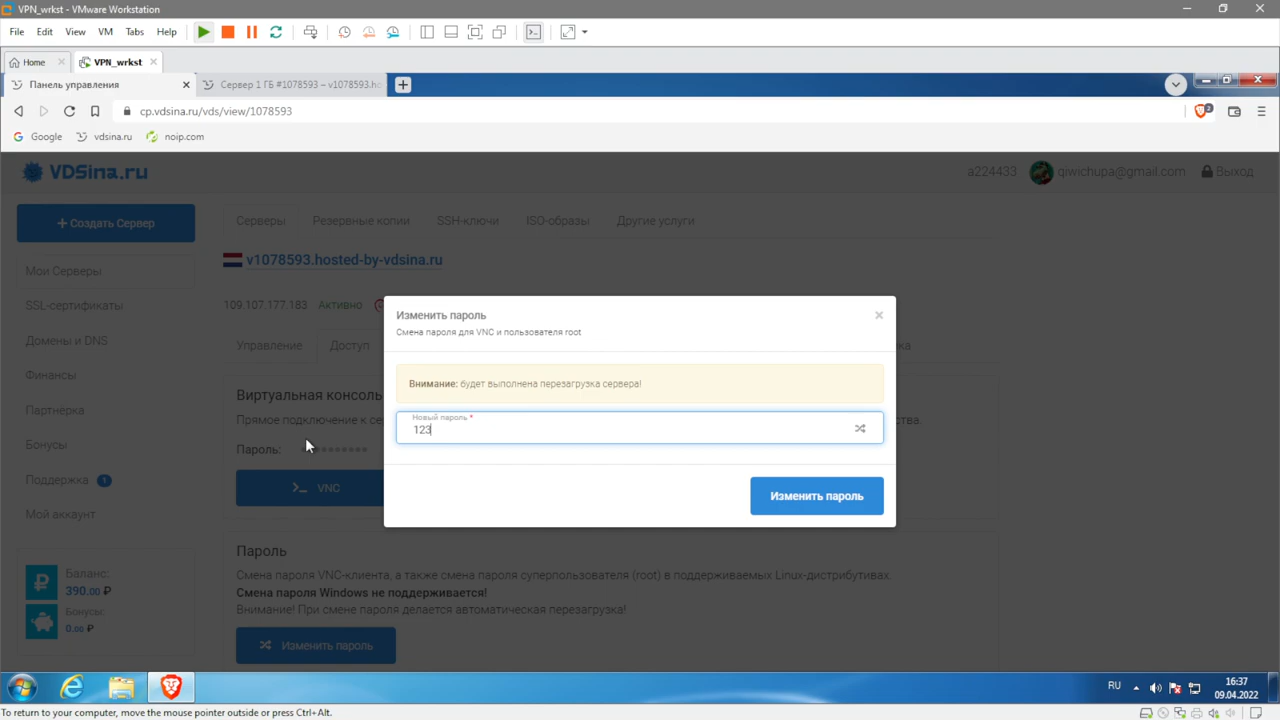 VPN_wrkst - VMware Workstation
File Edit View VM Tabs Help
Home VPN_wrkst
Панель управления Сервер 1 ГБ #1078593 – v1078593.ho
cp.vdsina.ru/vds/view/1078593 2
Google vdsina.ru noip.com
VDSina.ru a224433 qiwichupa@gmail.com Выход
Создать Сервер
Серверы Резервные копии SSH-ключи ISO-образы Другие услуги
Мои Серверы
SSL-сертификаты
Домены и DNS
Финансы
Партнёрка
Бонусы
Поддержка 1
Мой аккаунт
Баланс:
390.00 ₽
Бонусы:
0.00 ₽
v1078593.hosted-by-vdsina.ru
109.107.177.183 Активно
Управление Доступ
Виртуальная консоль
Прямое подключение к се
Пароль:
VNC
Изменить пароль
Смена пароля для VNC и пользователя root
Внимание: будет выполнена перезагрузка сервера!
Новый пароль *
123
Изменить пароль
Пароль
Смена пароля VNC-клиента, а также смена пароля суперпользователя (root) в поддерживаемых Linux-дистрибутивах.
Смена пароля Windows не поддерживается!
Внимание! При смене пароля делается автоматическая перезагрузка!
Изменить пароль
RU 16:37
09.04.2022
To return to your computer, move the mouse pointer outside or press Ctrl+Alt.